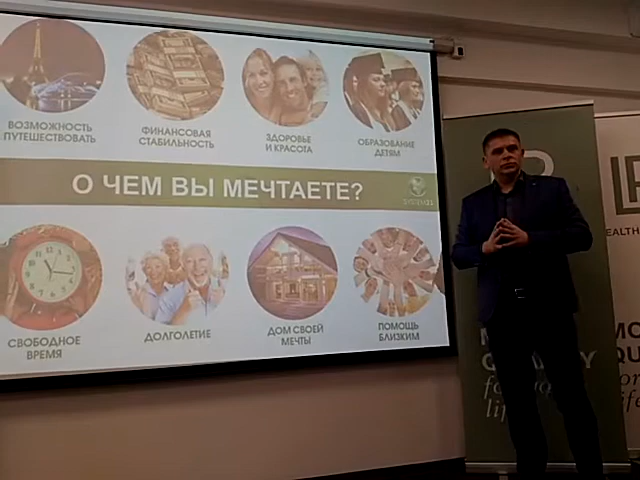 ВОЗМОЖНОСТЬ
ПУТЕШЕСТВОВАТЬ
ФИНАНСОВАЯ
СТАБИЛЬНОСТЬ
ЗДОРОВЬЕ
И КРАСОТА
ОБРАЗОВАНИЕ
ДЕТЯМ
О ЧЕМ ВЫ МЕЧТАЕТЕ?
СВОБОДНОЕ
ВРЕМЯ
ДОЛГОЛЕТИЕ
ДОМ СВОЕЙ
МЕЧТЫ
ПОМОЩЬ
БЛИЗКИМ